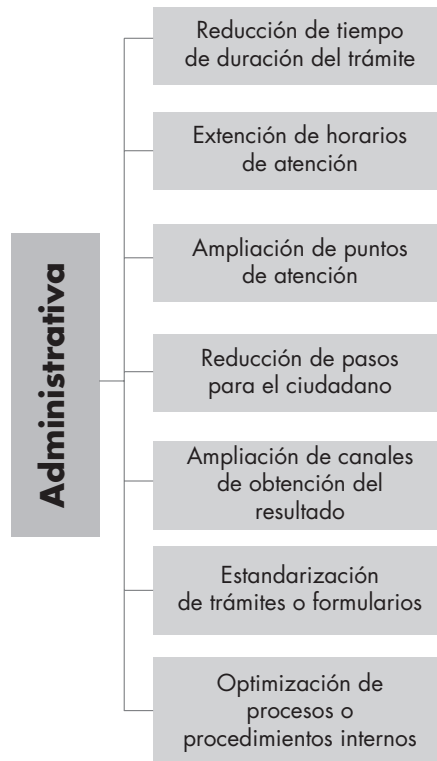 Administrativa
Reducción de tiempo
de duración del trámite
Extención de horarios
de atención
Ampliación de puntos
de atención
Reducción de pasos
para el ciudadano
Ampliación de canales
de obtención del
resultado
Estandarización
de trámites o formularios
Optimización de
procesos o
procedimientos internos